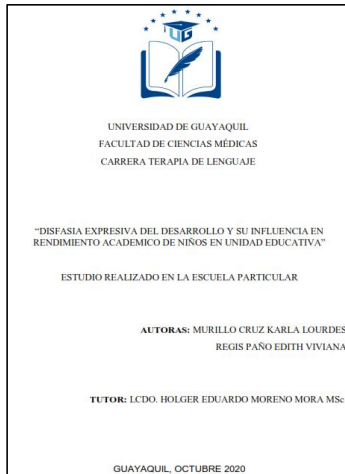 UG
UNIVERSIDAD DE GUAYAQUIL
FACULTAD DE CIENCIAS MÉDICAS
CARRERA TERAPIA DE LENGUAJE
“DISFASIA EXPRESIVA DEL DESARROLLO Y SU INFLUENCIA EN
RENDIMIENTO ACADEMICO DE NIÑOS EN UNIDAD EDUCATIVA”
ESTUDIO REALIZADO EN LA ESCUELA PARTICULAR
AUTORAS: MURILLO CRUZ KARLA LOURDES
REGIS PAÑO EDITH VIVIANA
TUTOR: LCDO. HOLGER EDUARDO MORENO MORA MSc
GUAYAQUIL, OCTUBRE 2020